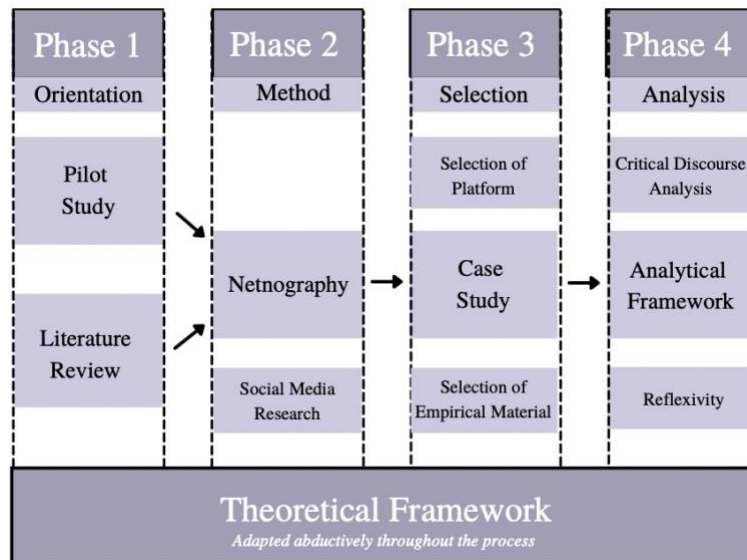 Phase 1
Orientation
Pilot
Study
Literature
Review
Phase 2
Method
Netnography
Social Media
Research
Phase 3
Selection
Selection of
Platform
Case
Study
Selection of
Empirical Material
Phase 4
Analysis
Critical Discourse
Analysis
Analytical
Framework
Reflexivity
Theoretical Framework
Adapted abductively throughout the process